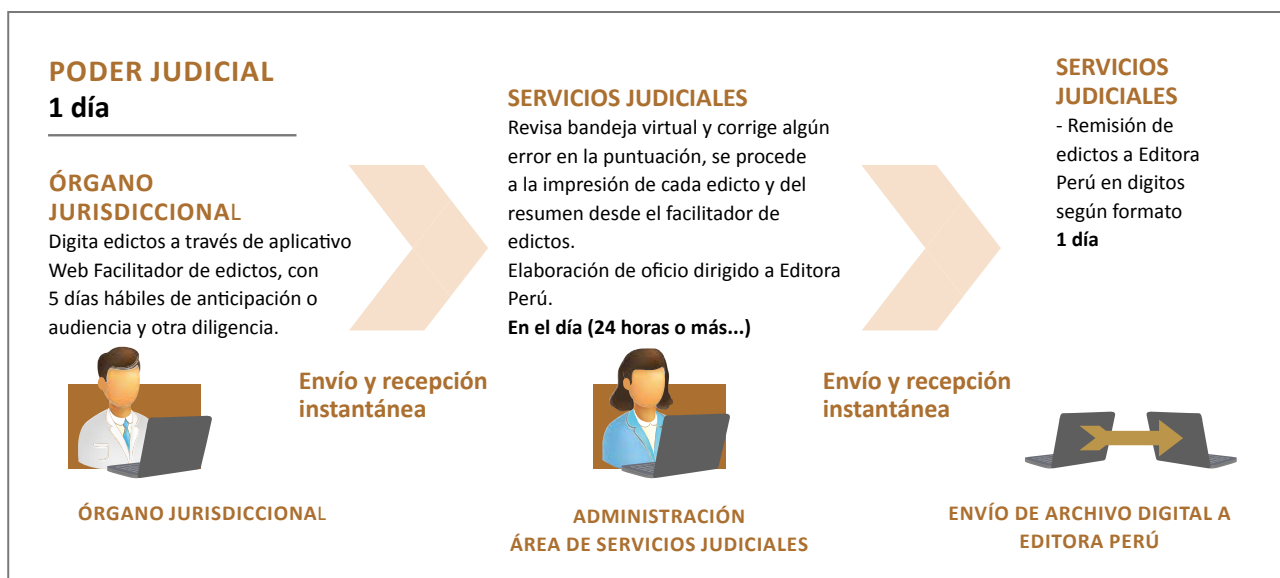 PODER JUDICIAL
1 día
ÓRGANO
JURISDICCIONAL
Digita edictos a través de aplicativo
Web Facilitador de edictos, con
5 días hábiles de anticipación o
audiencia y otra diligencia.
Envío y recepción
instantánea
ÓRGANO JURISDICCIONAL
SERVICIOS JUDICIALES
Revisa bandeja virtual y corrige algún
error en la puntuación, se procede
a la impresión de cada edicto y del
resumen desde el facilitador de
edictos.
Elaboración de oficio dirigido a Editora
Perú.
En el día (24 horas o más...)
Envío y recepción
instantánea
ADMINISTRACIÓN
ÁREA DE SERVICIOS JUDICIALES
SERVICIOS
JUDICIALES
- Remisión de
edictos a Editora
Perú en digitos
según formato
1 día
ENVÍO DE ARCHIVO DIGITAL A
EDITORA PERÚ